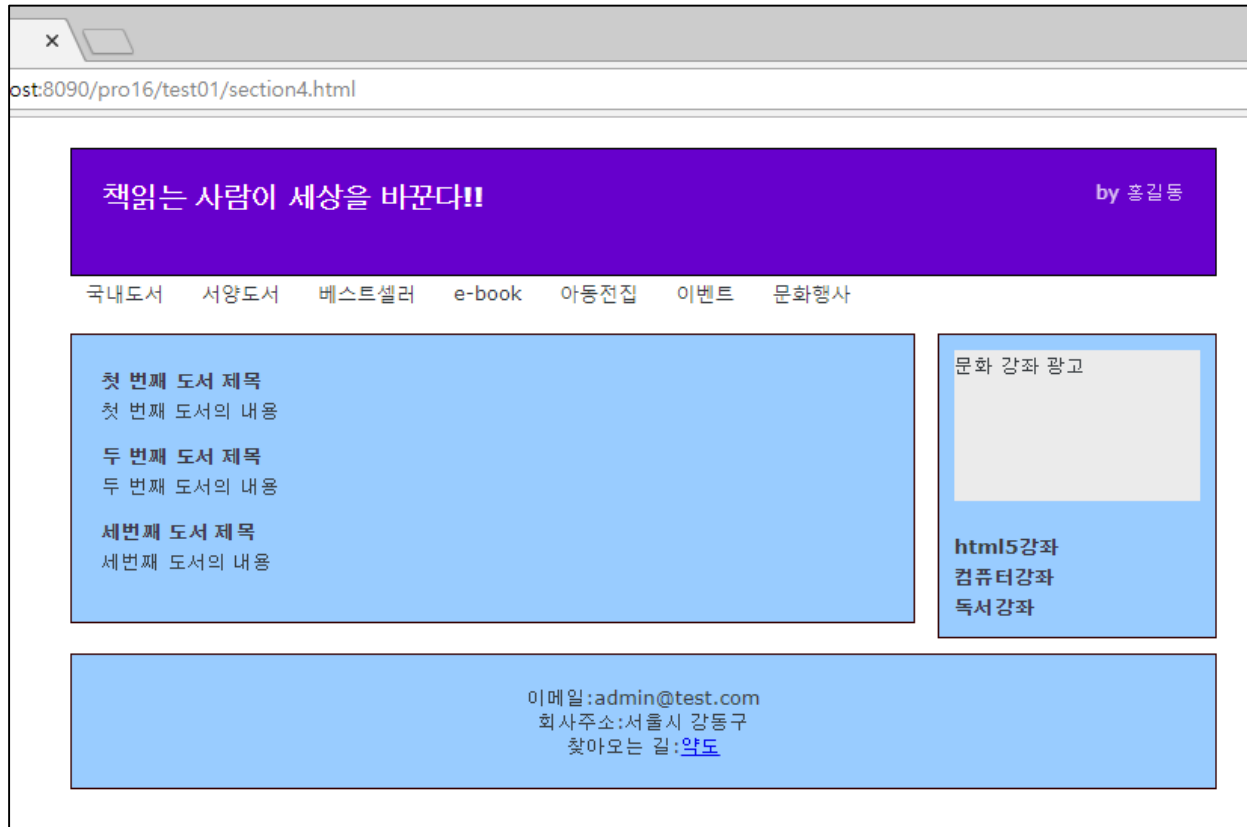 ost:8090/pro16/test01/section4.html
책읽는 사람이 세상을 바꾼다!!
by 홍길동
국내도서 서양도서 베스트셀러 e-book 아동전집 이벤트 문화행사
첫 번째 도서 제목
첫 번째 도서의 내용
두 번째 도서 제목
두 번째 도서의 내용
세번째 도서 제목
세번째 도서의 내용
문화 강좌 광고
html5강좌
컴퓨터강좌
독서강좌
이메일:admin@test.com
회사주소:서울시 강동구
찾아오는 길:약도